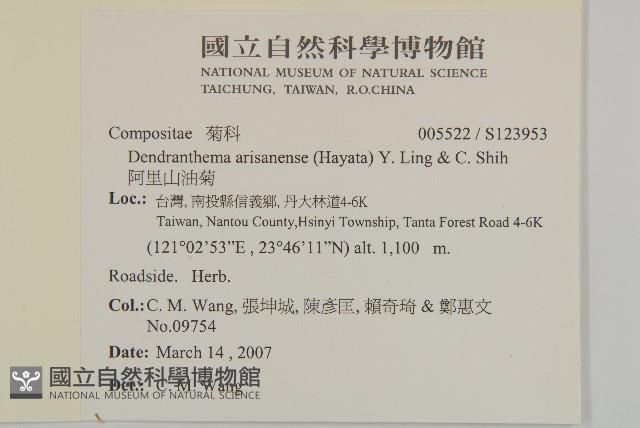 國立自然科學博物館
NATIONAL MUSEUM OF NATURAL SCIENCE
TAICHUNG, TAIWAN, R.O.CHINA
Compositae 菊科 005522 / S123953
Dendranthema arisanense (Hayata) Y. Ling & C. Shih
阿里山油菊
Loc.: 台灣, 南投縣信義鄉, 丹大林道4-6K
Taiwan, Nantou County,Hsinyi Township, Tanta Forest Road 4-6K
(121°02’53”E , 23°46’11”N) alt. 1,100 m.
Roadside. Herb.
Col.: C. M. Wang, 張坤城, 陳彥匡, 賴奇琦 & 鄭惠文
No.09754
Date: March 14 , 2007
Det.: C. M. Wang
國立自然科學博物館
NATIONAL MUSEUM OF NATURAL SCIENCE